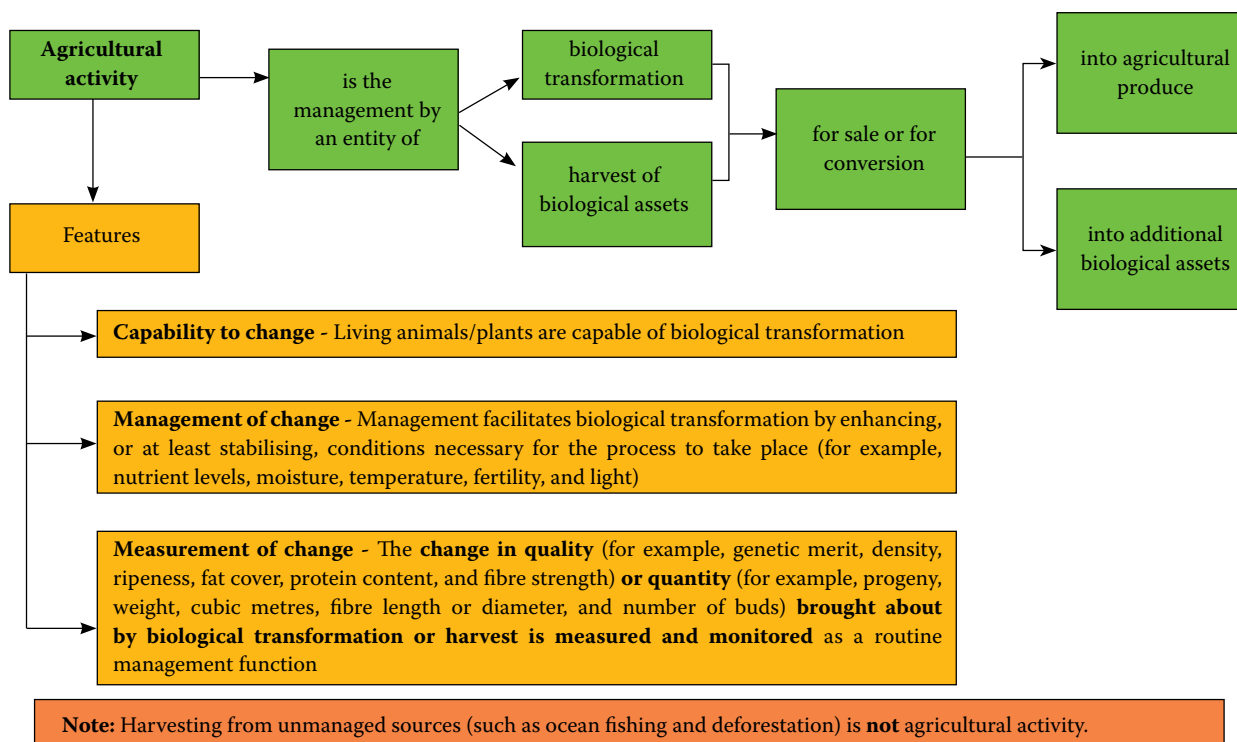 Agricultural
activity
is the
management by
an entity of
biological
transformation
harvest of
biological assets
for sale or for
conversion
into agricultural
produce
into additional
biological assets
Features
Capability to change - Living animals/plants are capable of biological transformation
Management of change - Management facilitates biological transformation by enhancing,
or at least stabilising, conditions necessary for the process to take place (for example,
nutrient levels, moisture, temperature, fertility, and light)
Measurement of change - The change in quality (for example, genetic merit, density,
ripeness, fat cover, protein content, and fibre strength) or quantity (for example, progeny,
weight, cubic metres, fibre length or diameter, and number of buds) brought about
by biological transformation or harvest is measured and monitored as a routine
management function
Note: Harvesting from unmanaged sources (such as ocean fishing and deforestation) is not agricultural activity.